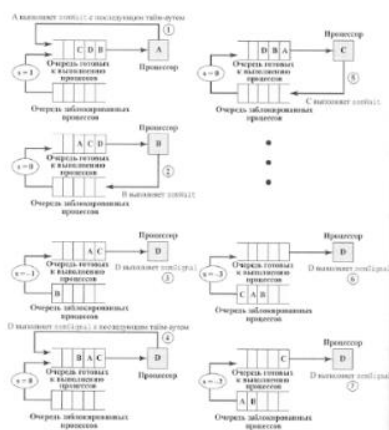 A выполняет semWait с последующим тайм-аутом
1
C D B
A
Процессор
s = 1
Очередь готовых
к выполнению
процессов
Очередь заблокированных
процессов
Процессор
A C D
B
s = 0
Очередь готовых
к выполнению
процессов
2
B выполняет semWait
Очередь заблокированных
процессов
Процессор
A C
D
D выполняет semSignal
s = -1
Очередь готовых
к выполнению
процессов
3
B
Очередь заблокированных
процессов
D выполняет semSignal с последующим тайм-аутом
4
B A C
D
Процессор
s = 0
Очередь готовых
к выполнению
процессов
Очередь заблокированных
процессов
Процессор
D B A
C
s = 0
Очередь готовых
к выполнению
процессов
5
C выполняет semWait
Очередь заблокированных
процессов
Процессор
D
D выполняет semSignal
s = -3
Очередь готовых
к выполнению
процессов
6
C A B
Очередь заблокированных
процессов
Процессор
C
D
D выполняет semSignal
s = -2
Очередь готовых
к выполнению
процессов
7
A B
Очередь заблокированных
процессов